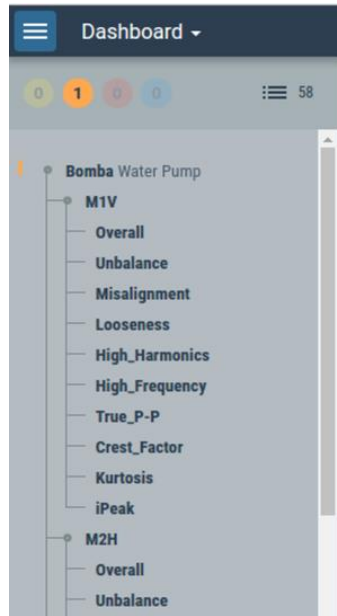 Dashboard
0 1 0 0 58
Bomba Water Pump
M1V
Overall
Unbalance
Misalignment
Looseness
High_Harmonics
High_Frequency
True_P-P
Crest_Factor
Kurtosis
iPeak
M2H
Overall
Unbalance